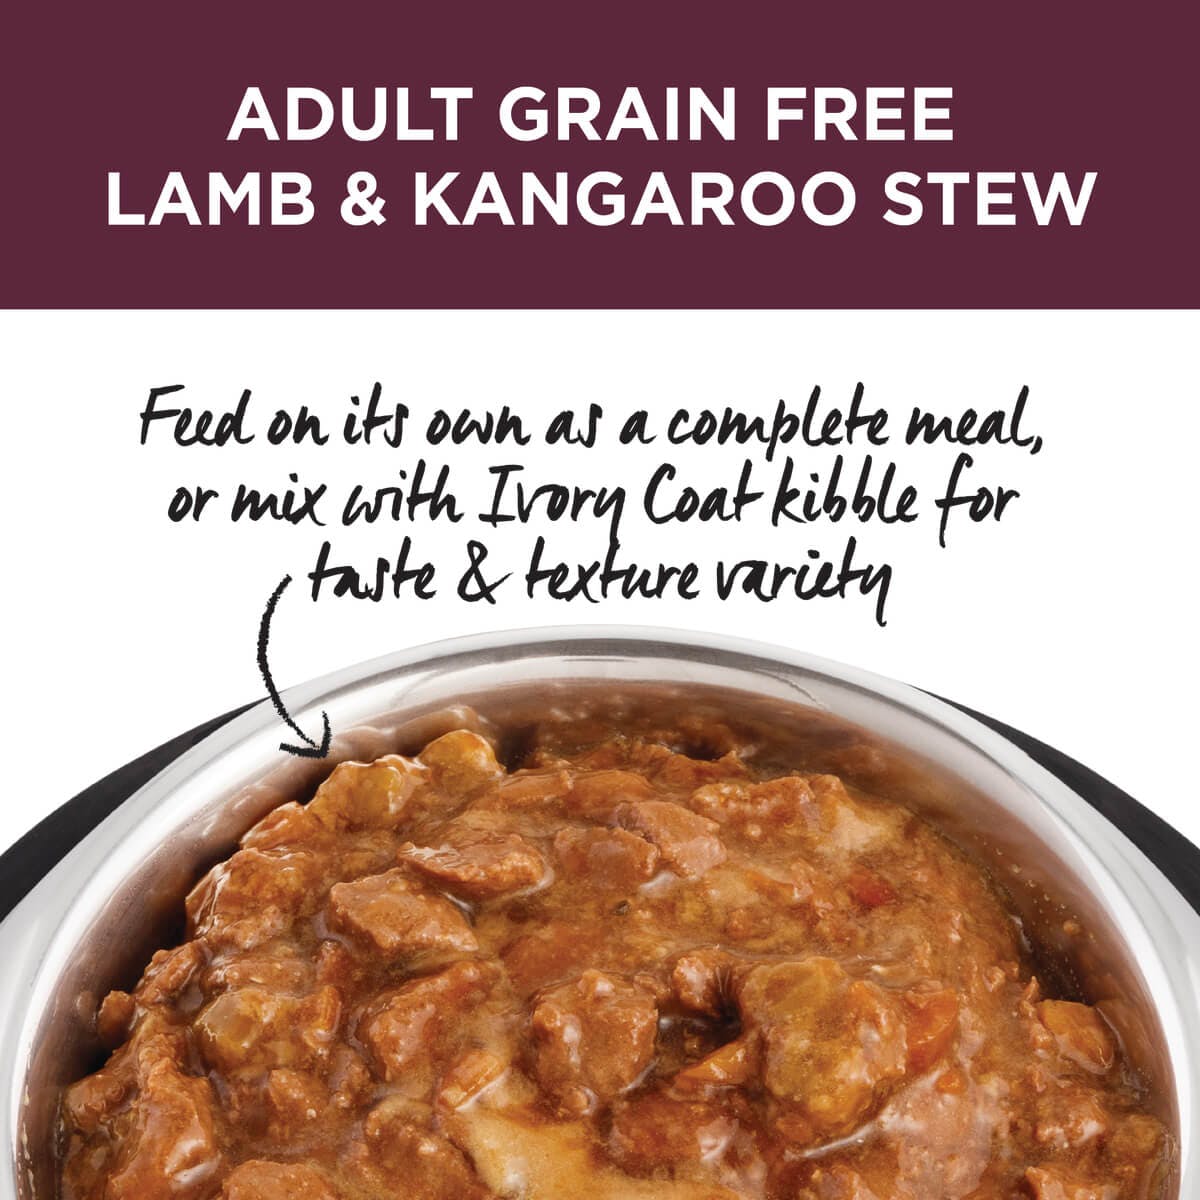 ADULT GRAIN FREE
LAMB & KANGAROO STEW
Feed on its own as a complete meal,
or mix with Ivory Coat kibble for
taste & texture variety